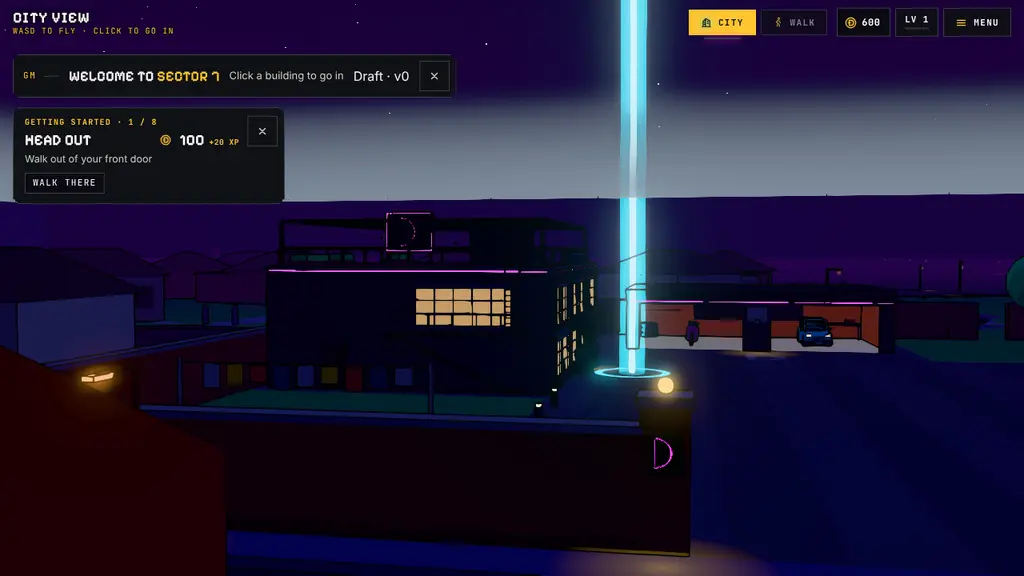 CITY VIEW
WASD TO FLY · CLICK TO GO IN
CITY
WALK
600
LV 1
MENU
GM — WELCOME TO SECTOR 7 Click a building to go in Draft · v0 ✕
GETTING STARTED · 1 / 8
HEAD OUT 100 +20 XP ✕
Walk out of your front door
WALK THERE
D
D